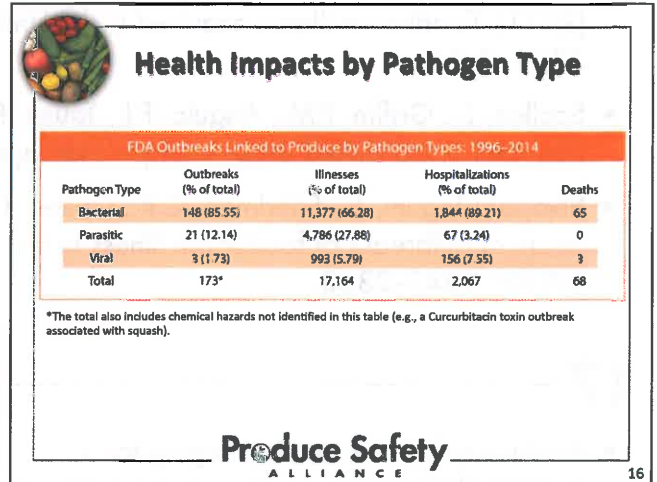 Health Impacts by Pathogen Type
FDA Outbreaks Linked to Produce by Pathogen Types: 1996–2014
Pathogen Type Outbreaks (% of total) Illnesses (% of total) Hospitalizations (% of total) Deaths
Bacterial 148 (85.55) 11,377 (66.28) 1,844 (89.21) 65
Parasitic 21 (12.14) 4,786 (27.88) 67 (3.24) 0
Viral 3 (1.73) 993 (5.79) 156 (7.55) 3
Total 173* 17,164 2,067 68
*The total also includes chemical hazards not identified in this table (e.g., a Curcurbitacin toxin outbreak
associated with squash).
Produce Safety
ALLIANCE
16